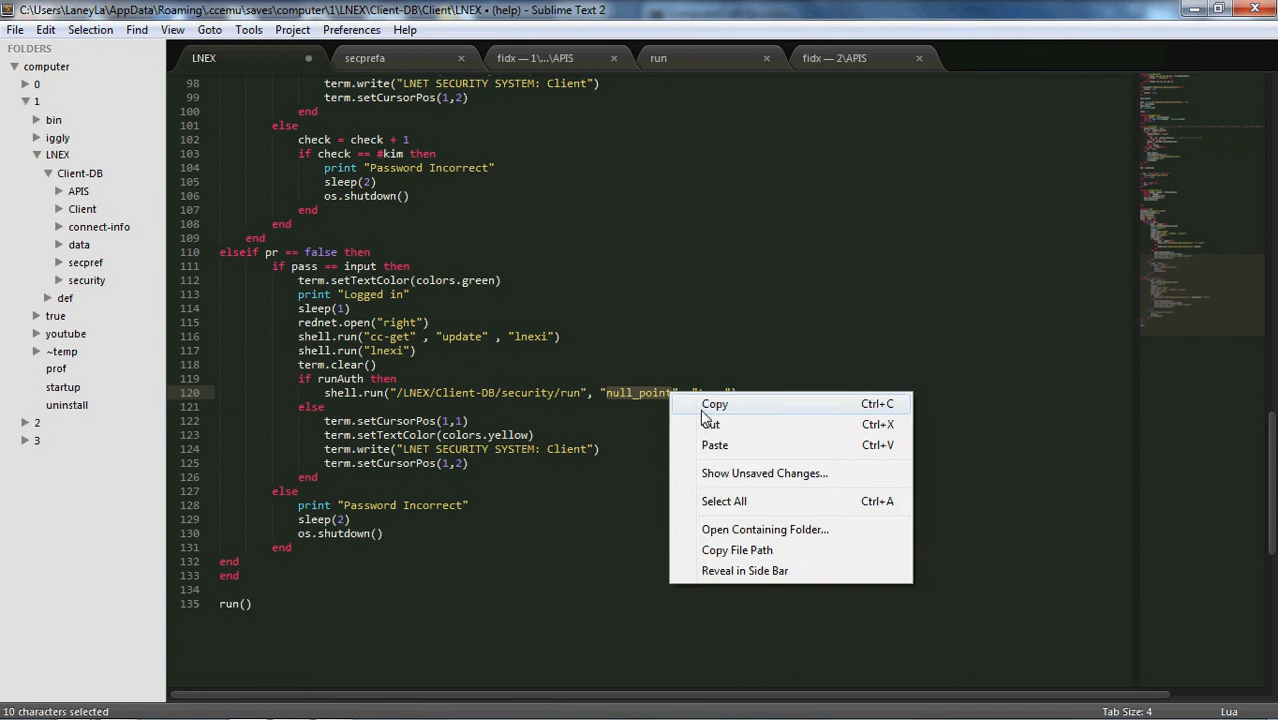 C:\Users\LaneyLa\AppData\Roaming\.ccemu\saves\computer\1\LNEX\Client-DB\Client\LNEX • (help) - Sublime Text 2
File Edit Selection Find View Goto Tools Project Preferences Help
FOLDERS
computer
0
1
bin
iggly
LNEX
Client-DB
APIS
Client
connect-info
data
secpref
security
def
true
youtube
~temp
prof
startup
uninstall
2
3
LNEX secprefa fidx — 1\...\APIS run fidx — 2\APIS
98 term.write("LNET SECURITY SYSTEM: Client")
99 term.setCursorPos(1,2)
100 end
101 else
102 check = check + 1
103 if check == #kim then
104 print "Password Incorrect"
105 sleep(2)
106 os.shutdown()
107 end
108 end
109 end
110 elseif pr == false then
111 if pass == input then
112 term.setTextColor(colors.green)
113 print "Logged in"
114 sleep(1)
115 rednet.open("right")
116 shell.run("cc-get" , "update" , "lnexi")
117 shell.run("lnexi")
118 term.clear()
119 if runAuth then
120 shell.run("/LNEX/Client-DB/security/run", "null_point"
121 else
122 term.setCursorPos(1,1)
123 term.setTextColor(colors.yellow)
124 term.write("LNET SECURITY SYSTEM: Client")
125 term.setCursorPos(1,2)
126 end
127 else
128 print "Password Incorrect"
129 sleep(2)
130 os.shutdown()
131 end
132 end
133 end
134
135 run()
Copy Ctrl+C
Cut Ctrl+X
Paste Ctrl+V
Show Unsaved Changes...
Select All Ctrl+A
Open Containing Folder...
Copy File Path
Reveal in Side Bar
10 characters selected Tab Size: 4 Lua